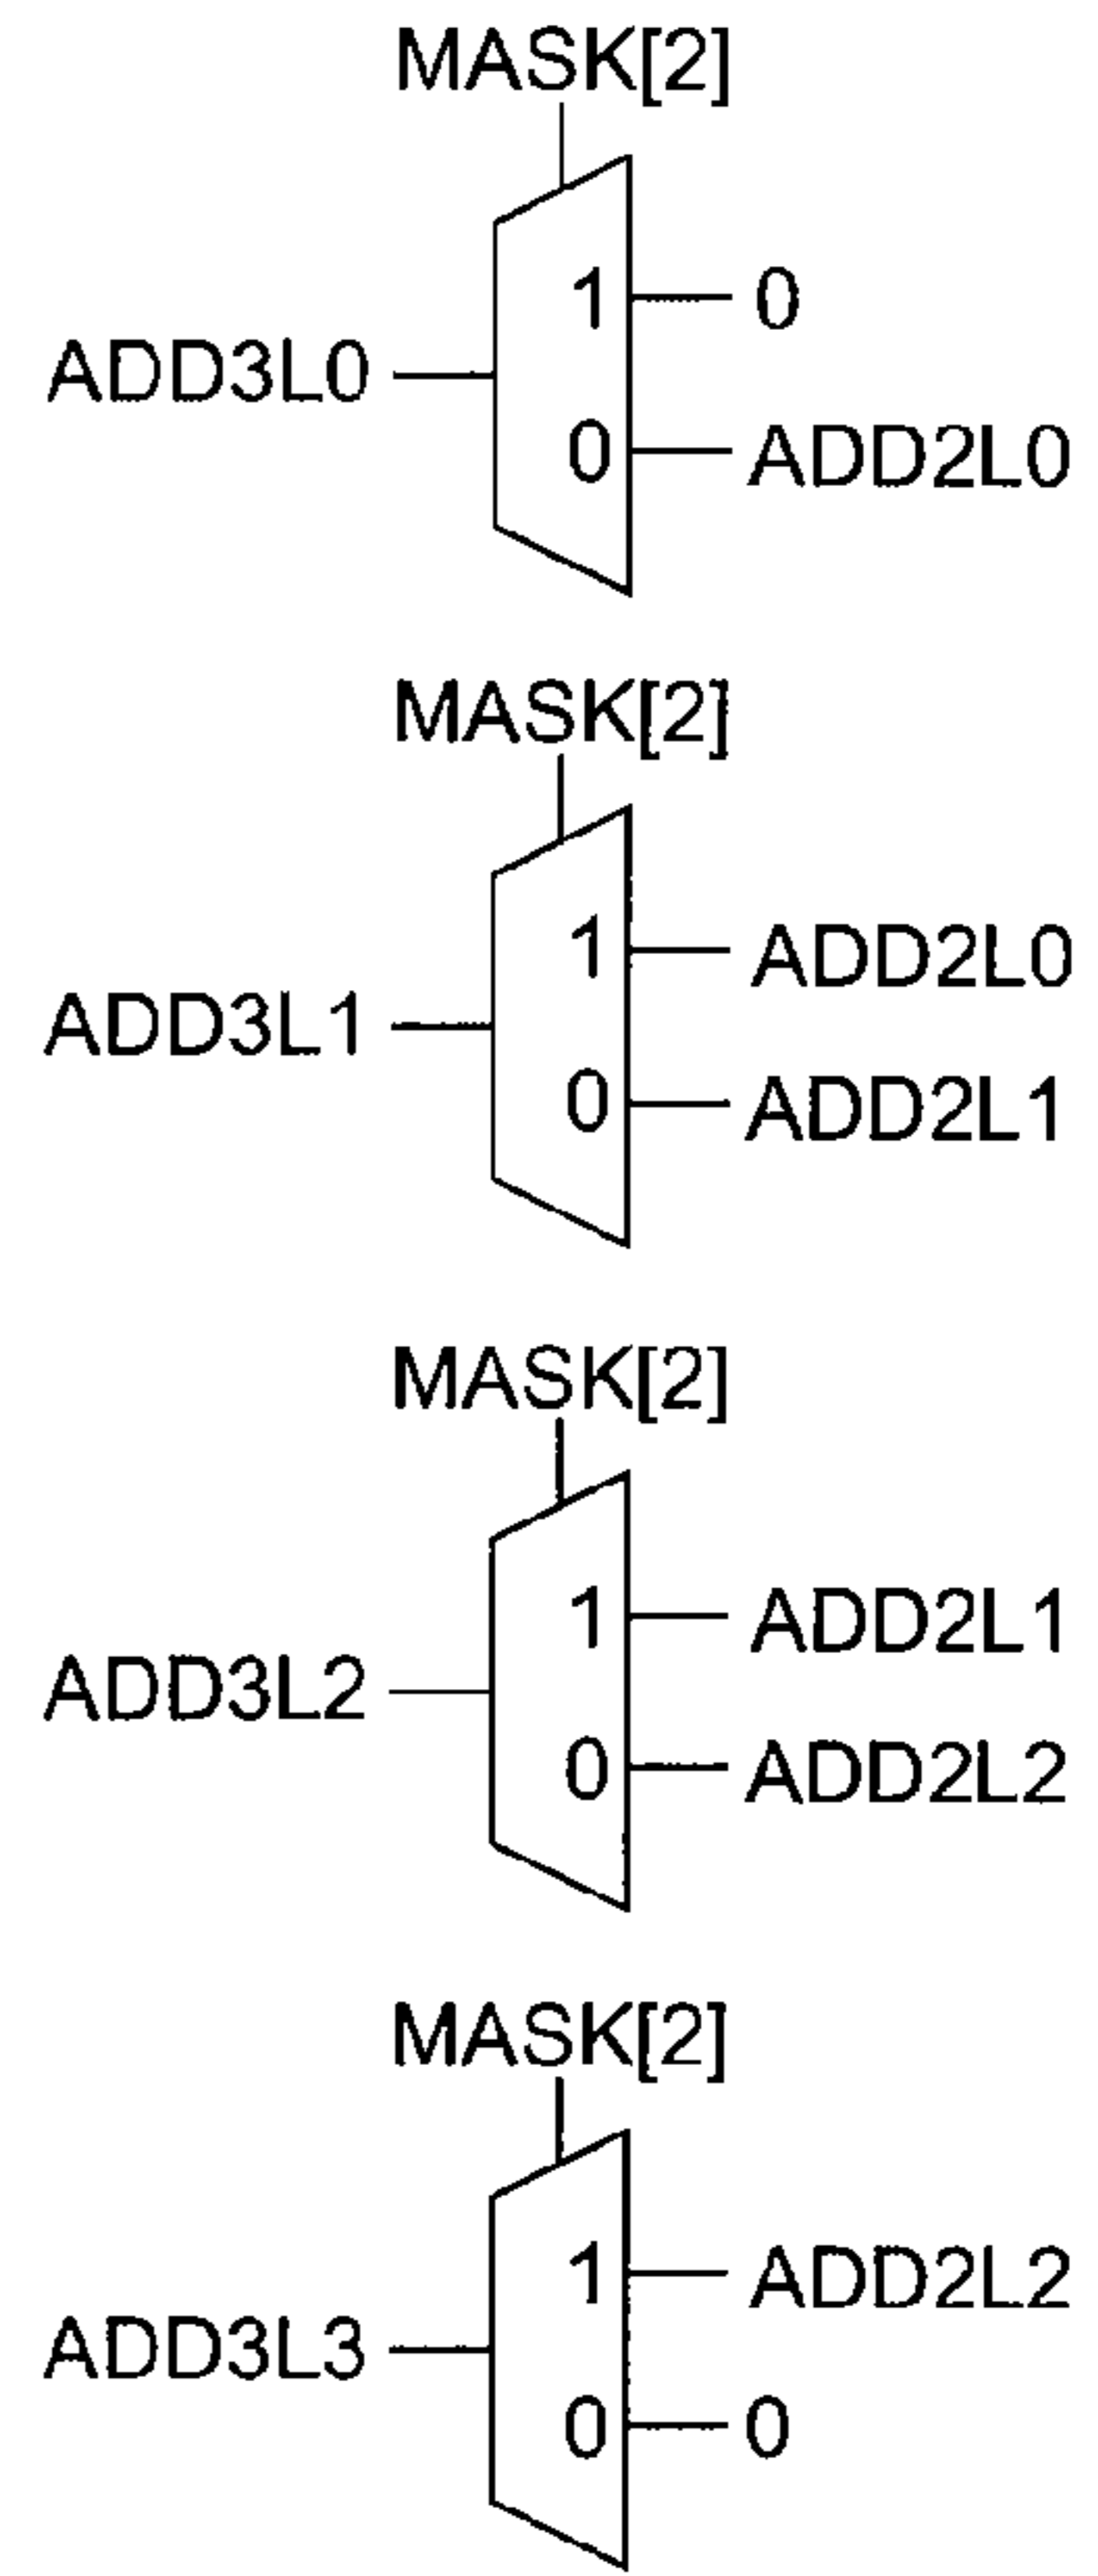 MASK[2]
1 0
ADD3L0
0 ADD2L0
MASK[2]
1 ADD2L0
ADD3L1
0 ADD2L1
MASK[2]
1 ADD2L1
ADD3L2
0 ADD2L2
MASK[2]
1 ADD2L2
ADD3L3
0 0